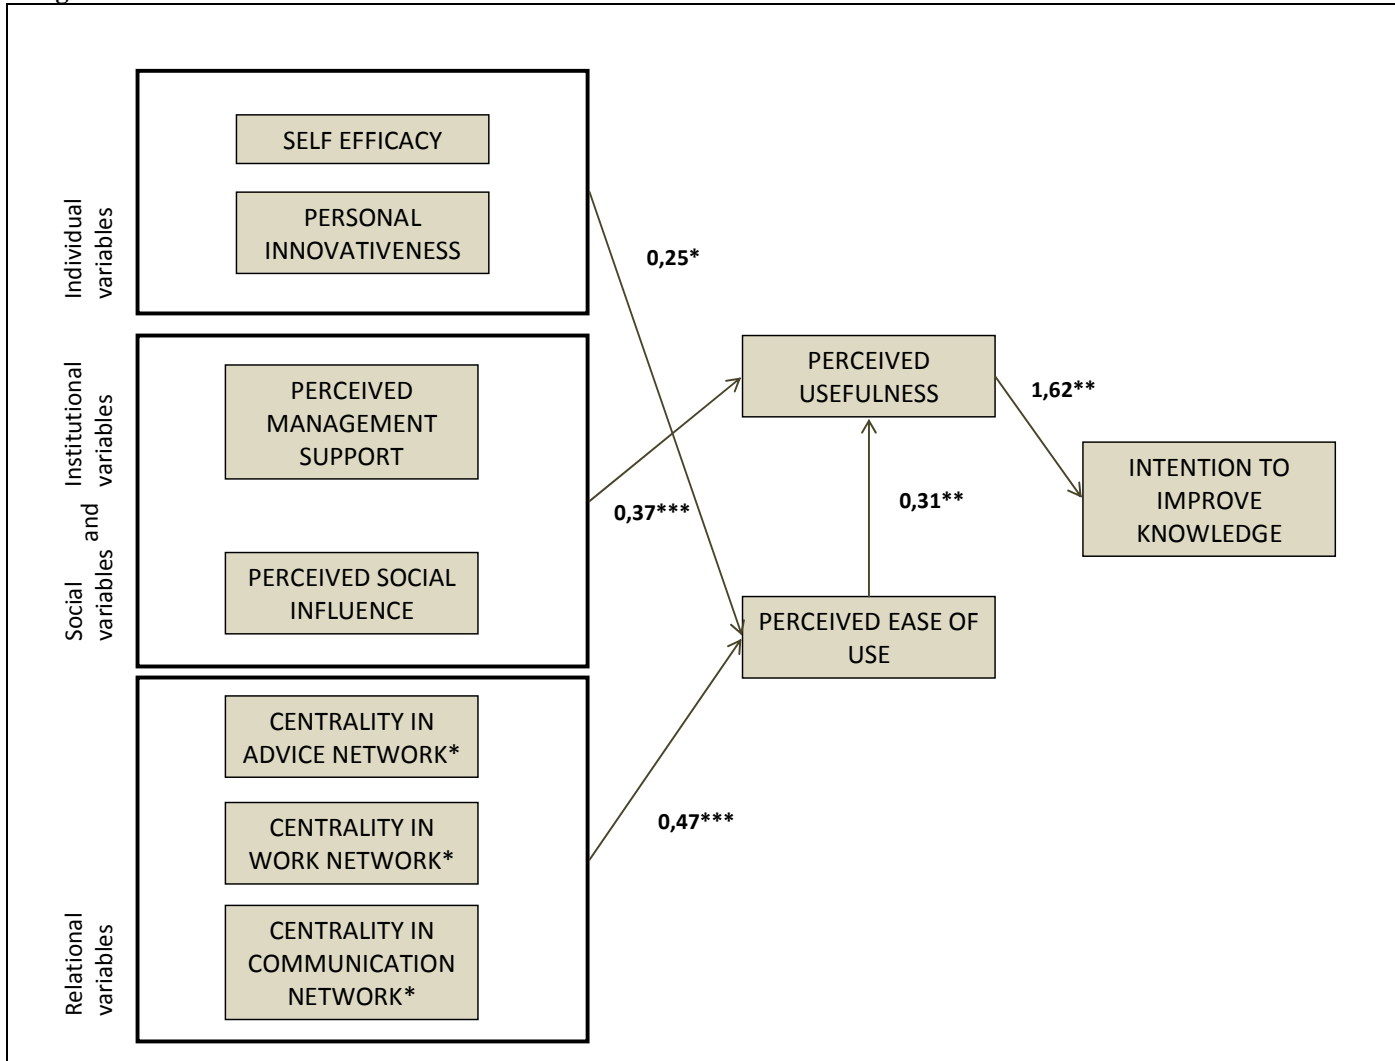 SELF EFFICACY
PERSONAL
INNOVATIVENESS
Individual
variables
0,25*
PERCEIVED
MANAGEMENT
SUPPORT
PERCEIVED SOCIAL
INFLUENCE
Social and Institutional
variables variables
0,37***
PERCEIVED
USEFULNESS
1,62**
INTENTION TO
IMPROVE
KNOWLEDGE
0,31**
PERCEIVED EASE OF
USE
CENTRALITY IN
ADVICE NETWORK*
CENTRALITY IN
WORK NETWORK*
CENTRALITY IN
COMMUNICATION
NETWORK*
Relational
variables
0,47***